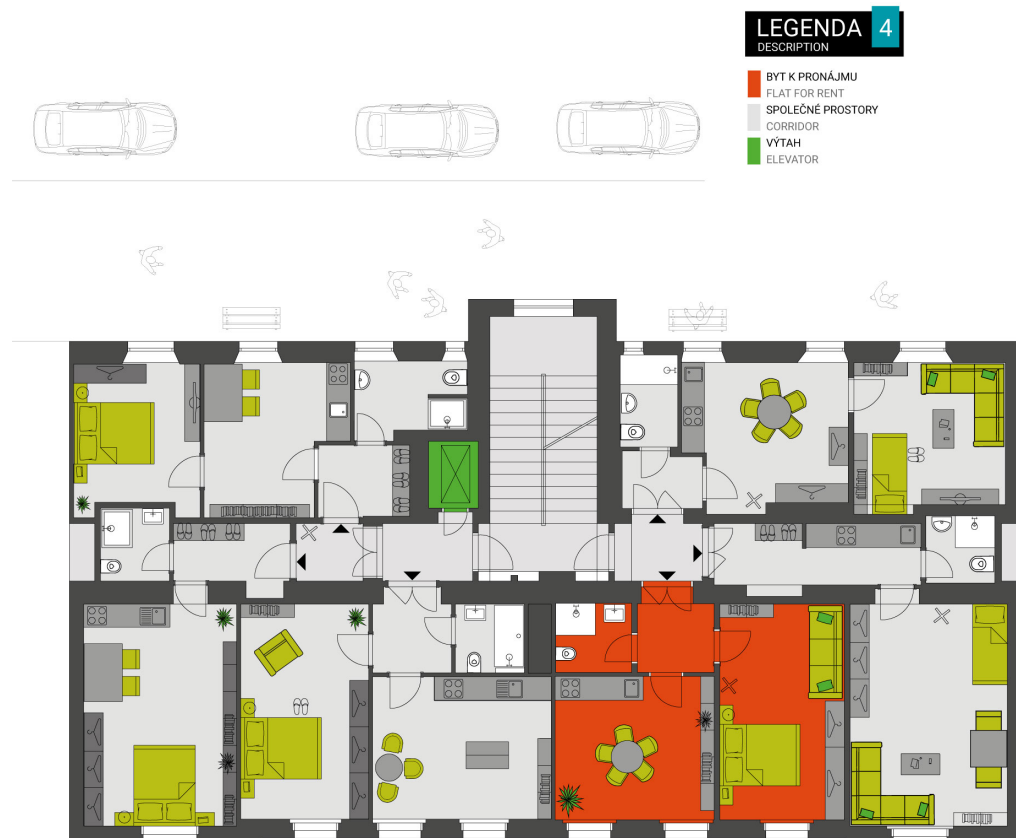 LEGENDA 4
DESCRIPTION
BYT K PRONÁJMU
FLAT FOR RENT
SPOLEČNÉ PROSTORY
CORRIDOR
VÝTAH
ELEVATOR